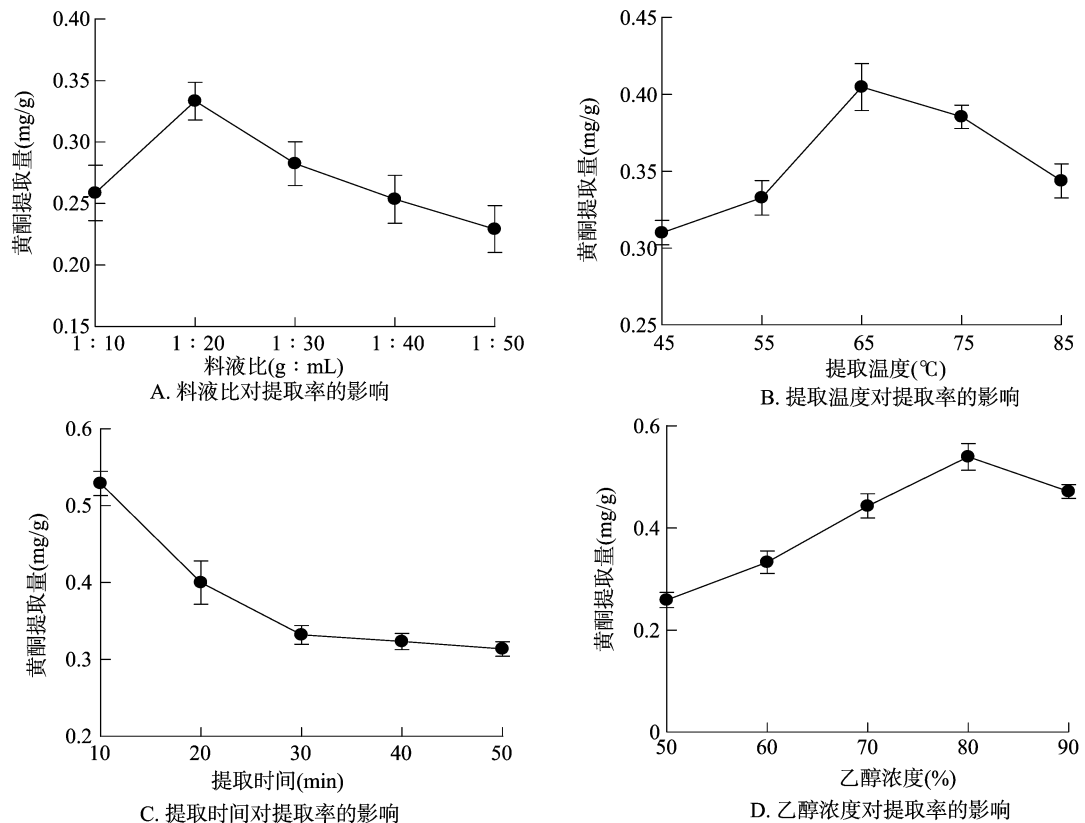 0.40
0.35
0.30
0.25
0.20
0.15
黄酮提取量(mg/g)
1∶10 1∶20 1∶30 1∶40 1∶50
料液比(g∶mL)
A. 料液比对提取率的影响
0.45
0.40
0.35
0.30
0.25
黄酮提取量(mg/g)
45 55 65 75 85
提取温度(℃)
B. 提取温度对提取率的影响
0.6
0.5
0.4
0.3
0.2
黄酮提取量(mg/g)
10 20 30 40 50
提取时间(min)
C. 提取时间对提取率的影响
0.6
0.4
0.2
0
黄酮提取量(mg/g)
50 60 70 80 90
乙醇浓度(%)
D. 乙醇浓度对提取率的影响